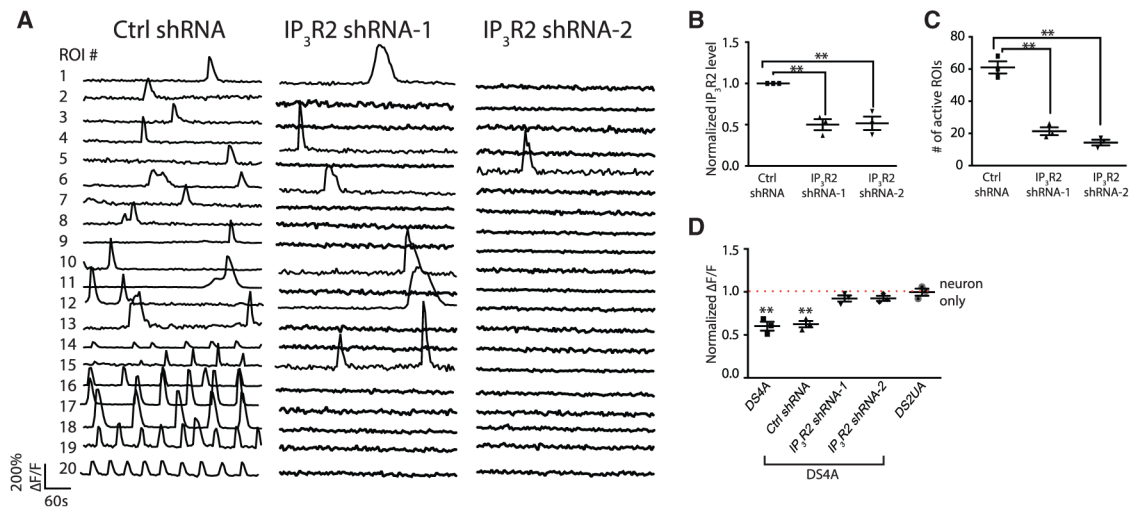 A
Ctrl shRNA
IP3R2 shRNA-1
IP3R2 shRNA-2
ROI #
1
2
3
4
5
6
7
8
9
10
11
12
13
14
15
16
17
18
19
20
200%
ΔF/F
60s
B
Normalized IP3R2 level
1.5
1.0
0.5
0.0
**
**
Ctrl
shRNA
IP3R2
shRNA-1
IP3R2
shRNA-2
C
# of active ROIs
80
60
40
20
0
**
**
Ctrl
shRNA
IP3R2
shRNA-1
IP3R2
shRNA-2
D
Normalized ΔF/F
1.5
1.0
0.5
0.0
**
**
neuron
only
DS4A
Ctrl shRNA
IP3R2 shRNA-1
IP3R2 shRNA-2
DS2UA
DS4A